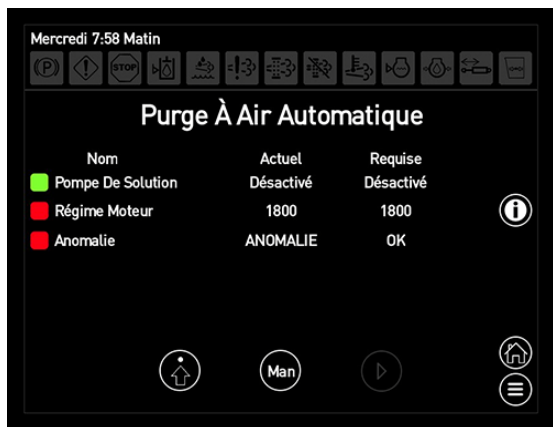 Mercredi 7:58 Matin
(P) STOP
Purge À Air Automatique
Nom Actuel Requise
Pompe De Solution Désactivé Désactivé
Régime Moteur 1800 1800
Anomalie ANOMALIE OK
Man